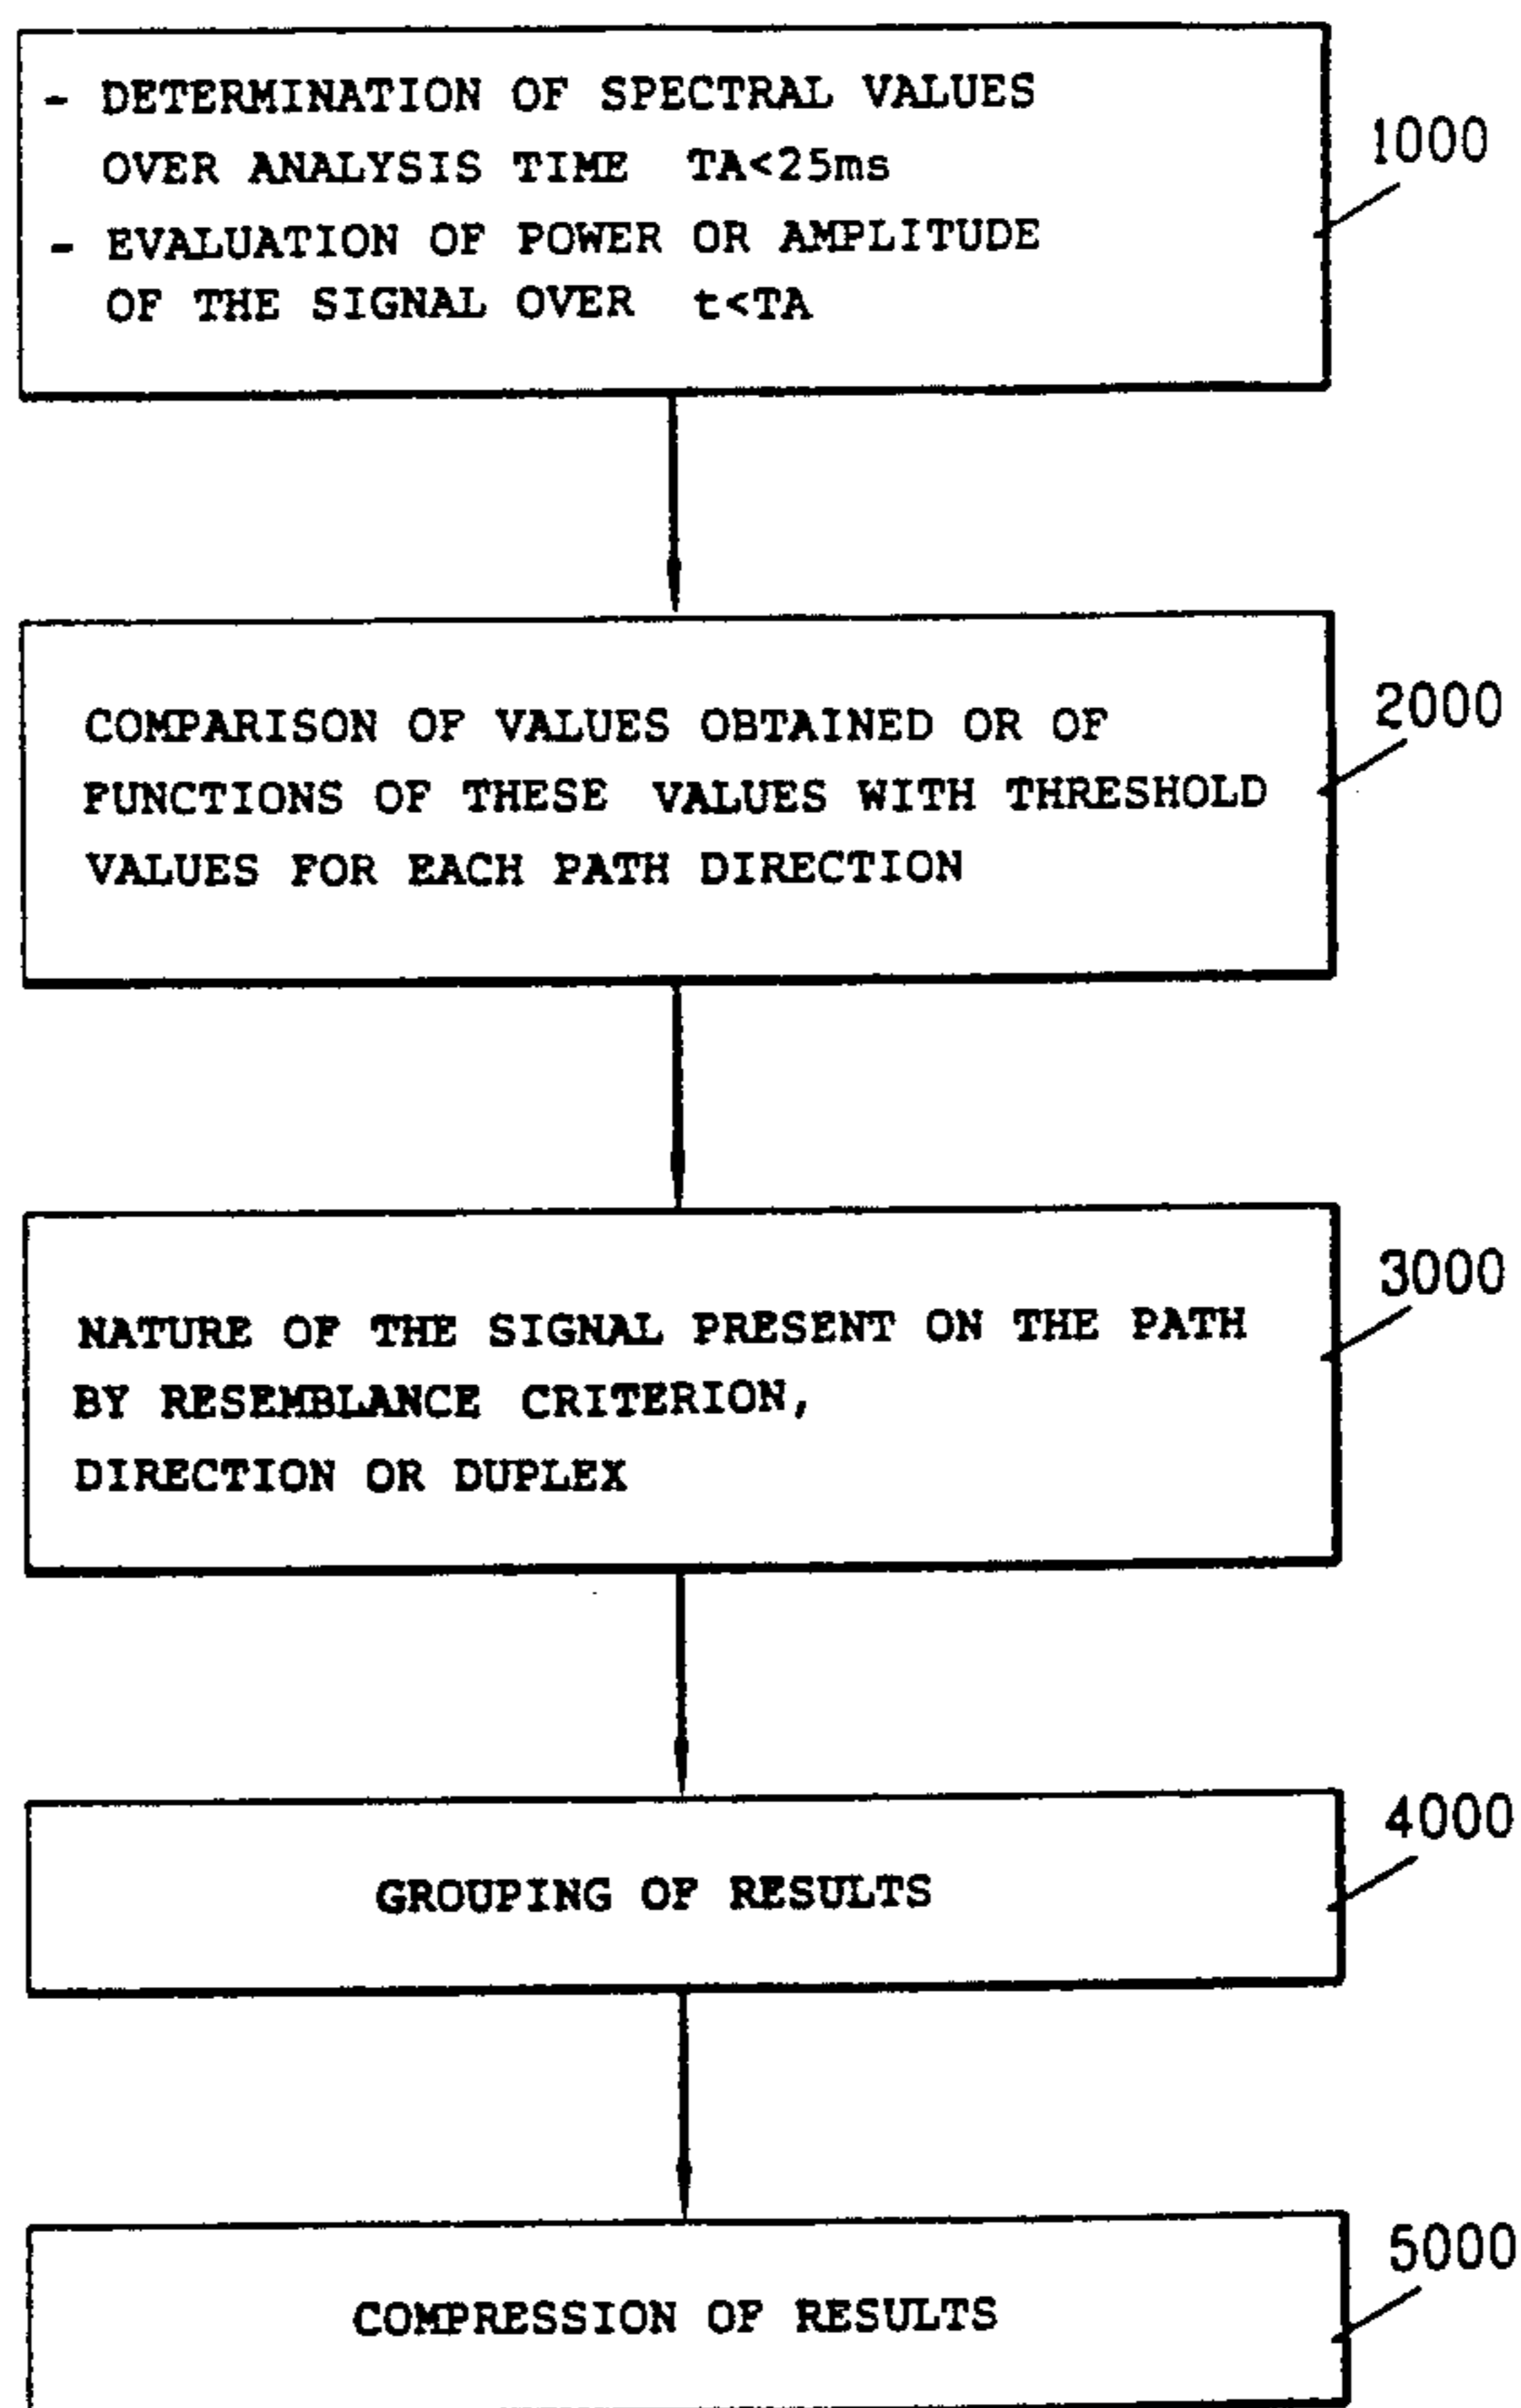 - DETERMINATION OF SPECTRAL VALUES
OVER ANALYSIS TIME TA<25ms
- EVALUATION OF POWER OR AMPLITUDE
OF THE SIGNAL OVER t<TA
1000
COMPARISON OF VALUES OBTAINED OR OF
FUNCTIONS OF THESE VALUES WITH THRESHOLD
VALUES FOR EACH PATH DIRECTION
2000
NATURE OF THE SIGNAL PRESENT ON THE PATH
BY RESEMBLANCE CRITERION,
DIRECTION OR DUPLEX
3000
GROUPING OF RESULTS
4000
COMPRESSION OF RESULTS
5000